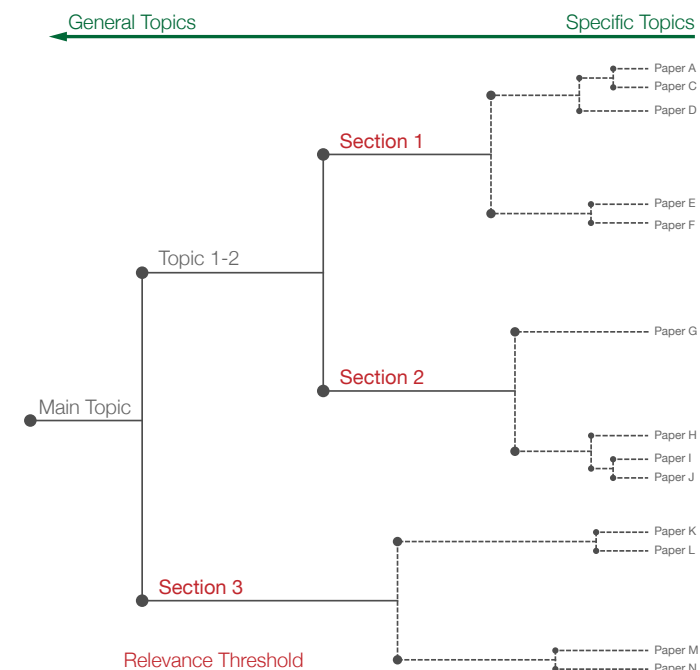 General Topics
Specific Topics
Paper A
Paper C
Paper D
Section 1
Paper E
Paper F
Topic 1-2
Paper G
Section 2
Main Topic
Paper H
Paper I
Paper J
Paper K
Paper L
Section 3
Paper M
Relevance Threshold
Paper N